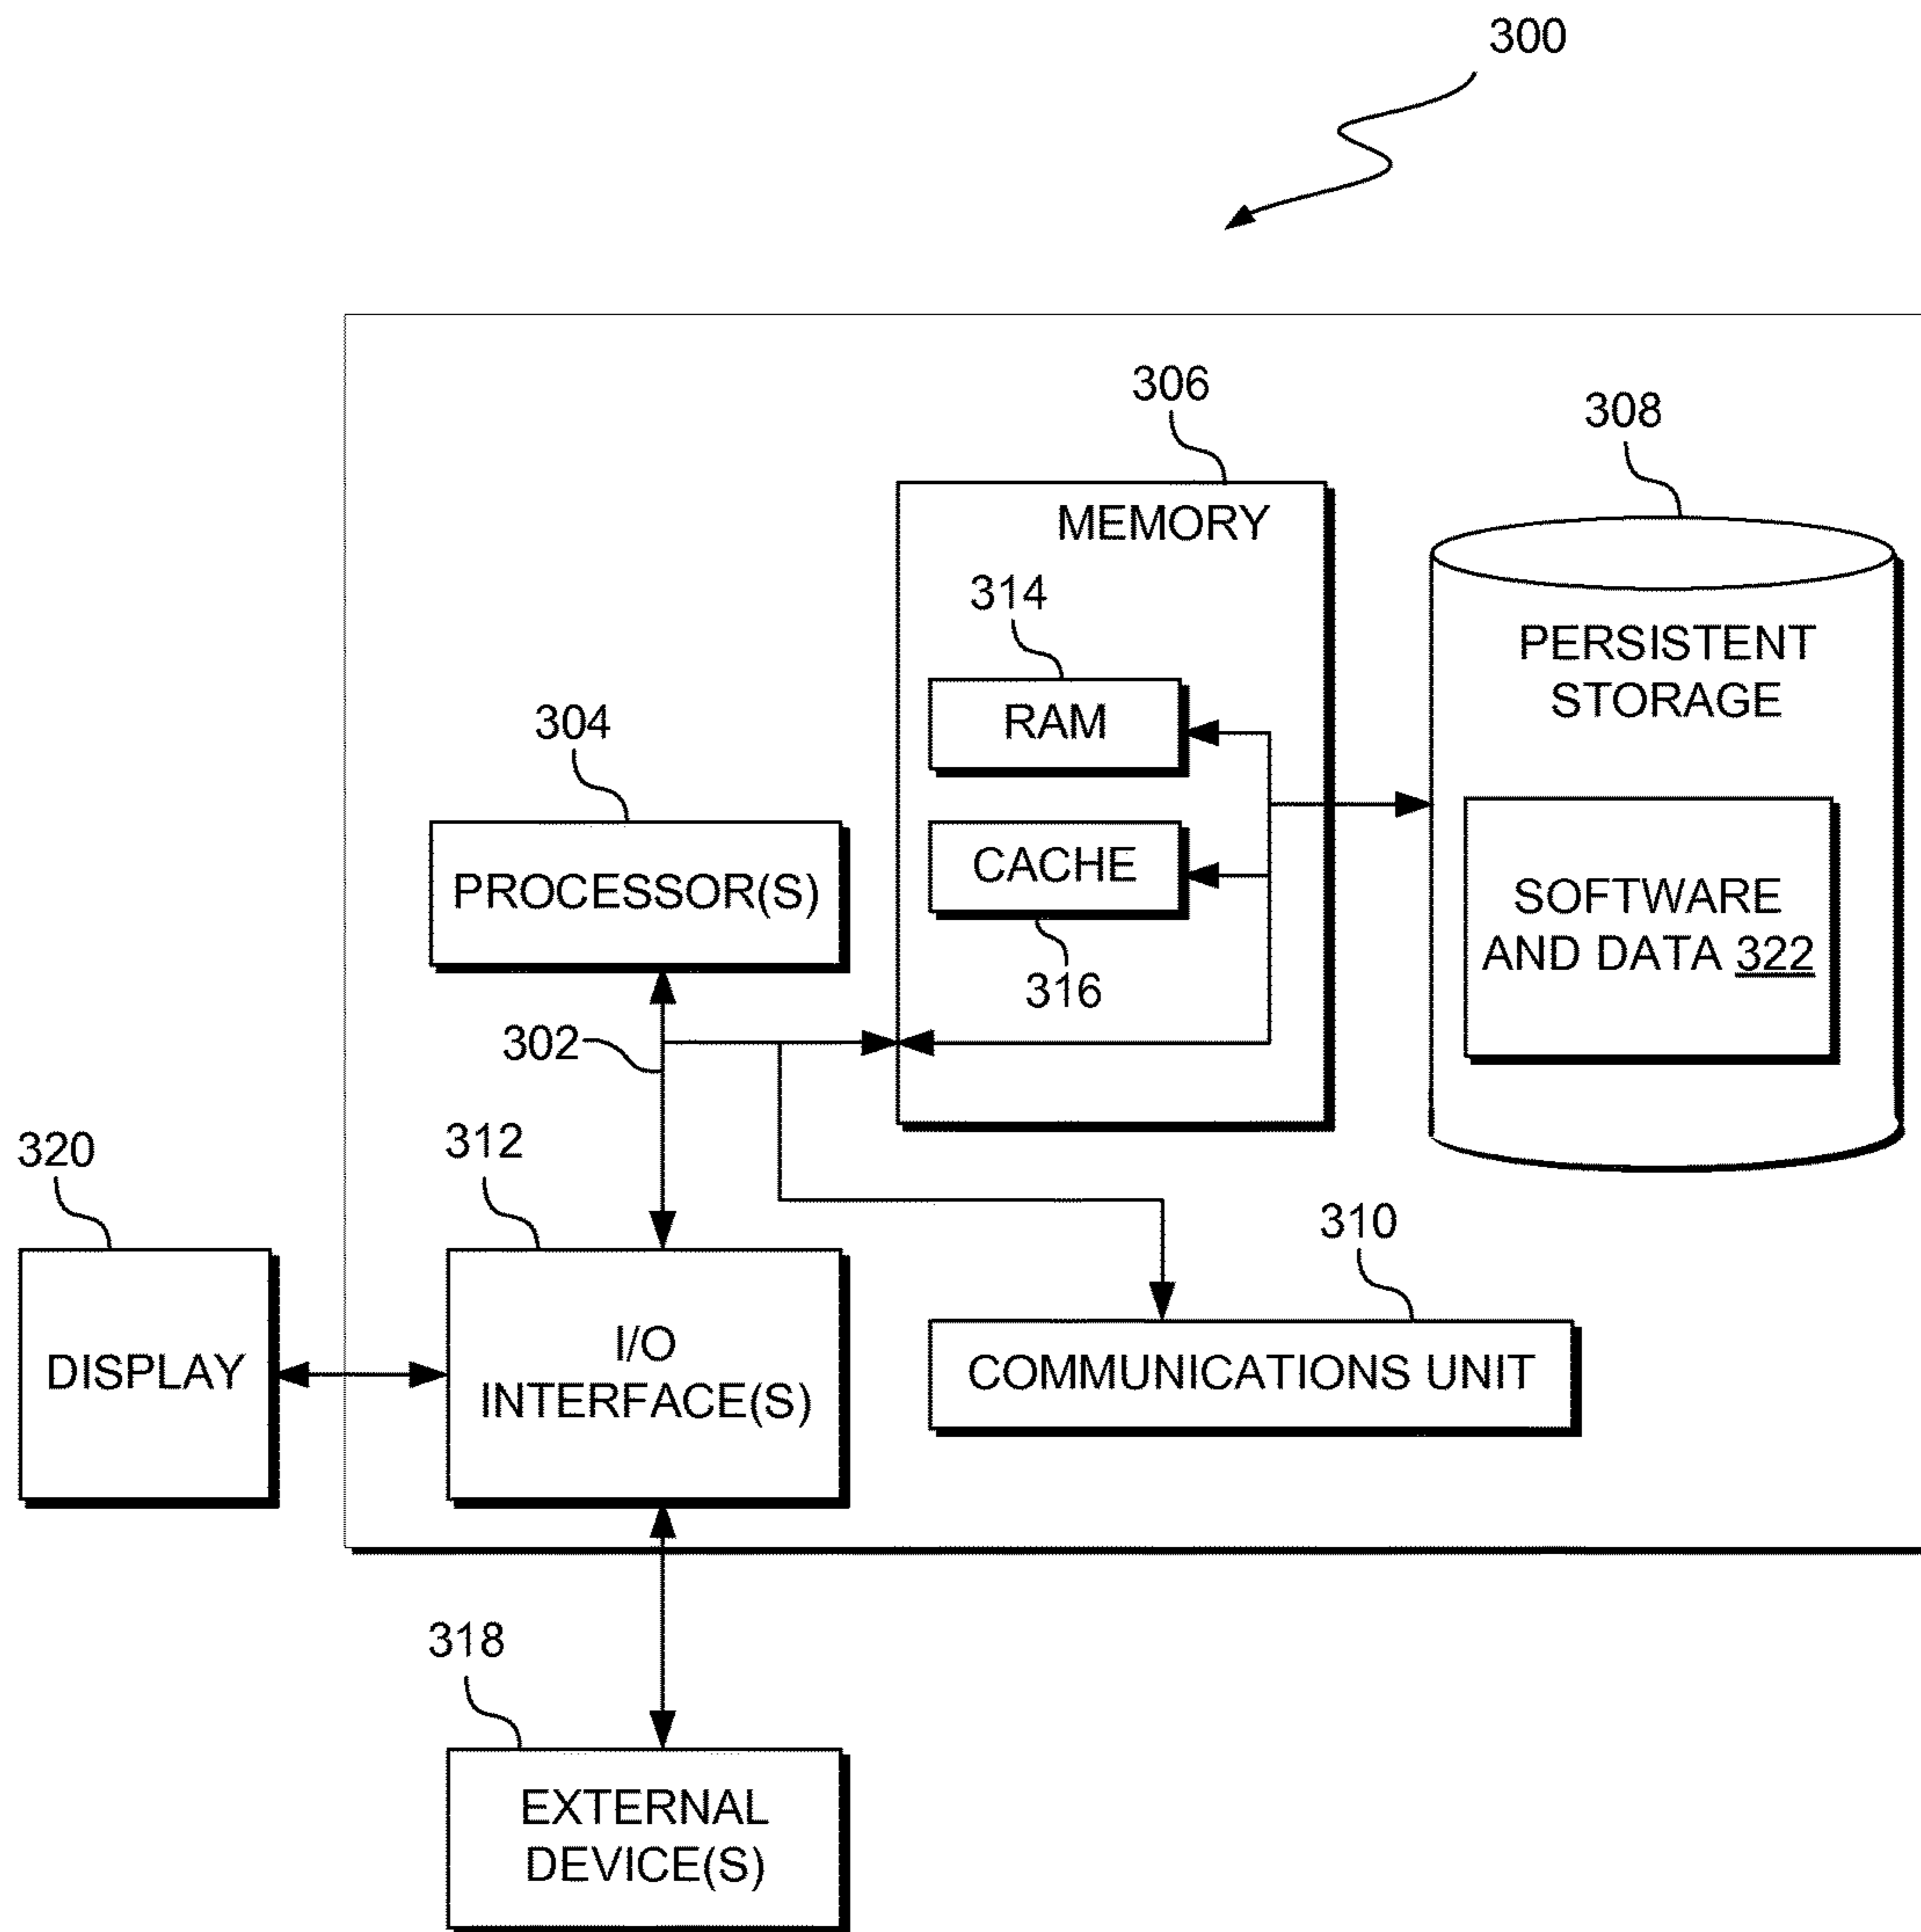 300
306
308
MEMORY
314
RAM
PERSISTENT
STORAGE
304
PROCESSOR(S)
CACHE
316
SOFTWARE
AND DATA 322
302
320
312
310
DISPLAY
I/O
INTERFACE(S)
COMMUNICATIONS UNIT
318
EXTERNAL
DEVICE(S)